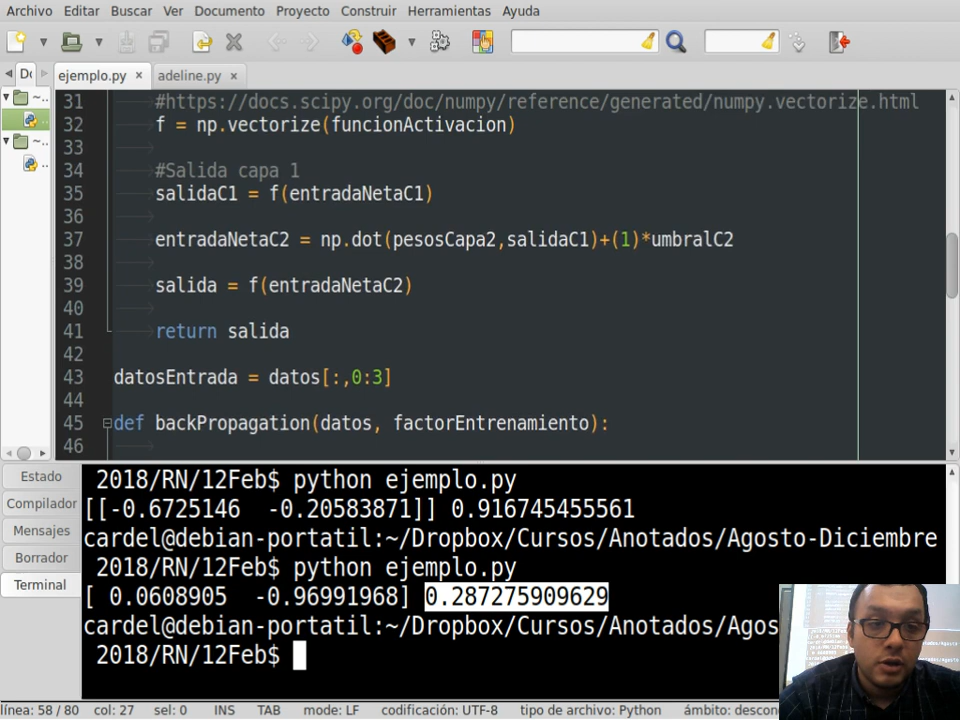 Archivo Editar Buscar Ver Documento Proyecto Construir Herramientas Ayuda
ejemplo.py × adeline.py ×
31 #https://docs.scipy.org/doc/numpy/reference/generated/numpy.vectorize.html
32 f = np.vectorize(funcionActivacion)
33
34 #Salida capa 1
35 salidaC1 = f(entradaNetaC1)
36
37 entradaNetaC2 = np.dot(pesosCapa2,salidaC1)+(1)*umbralC2
38
39 salida = f(entradaNetaC2)
40
41 return salida
42
43 datosEntrada = datos[:,0:3]
44
45 def backPropagation(datos, factorEntrenamiento):
46
Estado
Compilador
Mensajes
Borrador
Terminal
2018/RN/12Feb$ python ejemplo.py
[[-0.6725146 -0.20583871]] 0.916745455561
cardel@debian-portatil:~/Dropbox/Cursos/Anotados/Agosto-Diciembre
2018/RN/12Feb$ python ejemplo.py
[ 0.0608905 -0.96991968] 0.287275909629
cardel@debian-portatil:~/Dropbox/Cursos/Anotados/Agos
2018/RN/12Feb$
línea: 58 / 80 col: 27 sel: 0 INS TAB mode: LF codificación: UTF-8 tipo de archivo: Python ámbito: descon